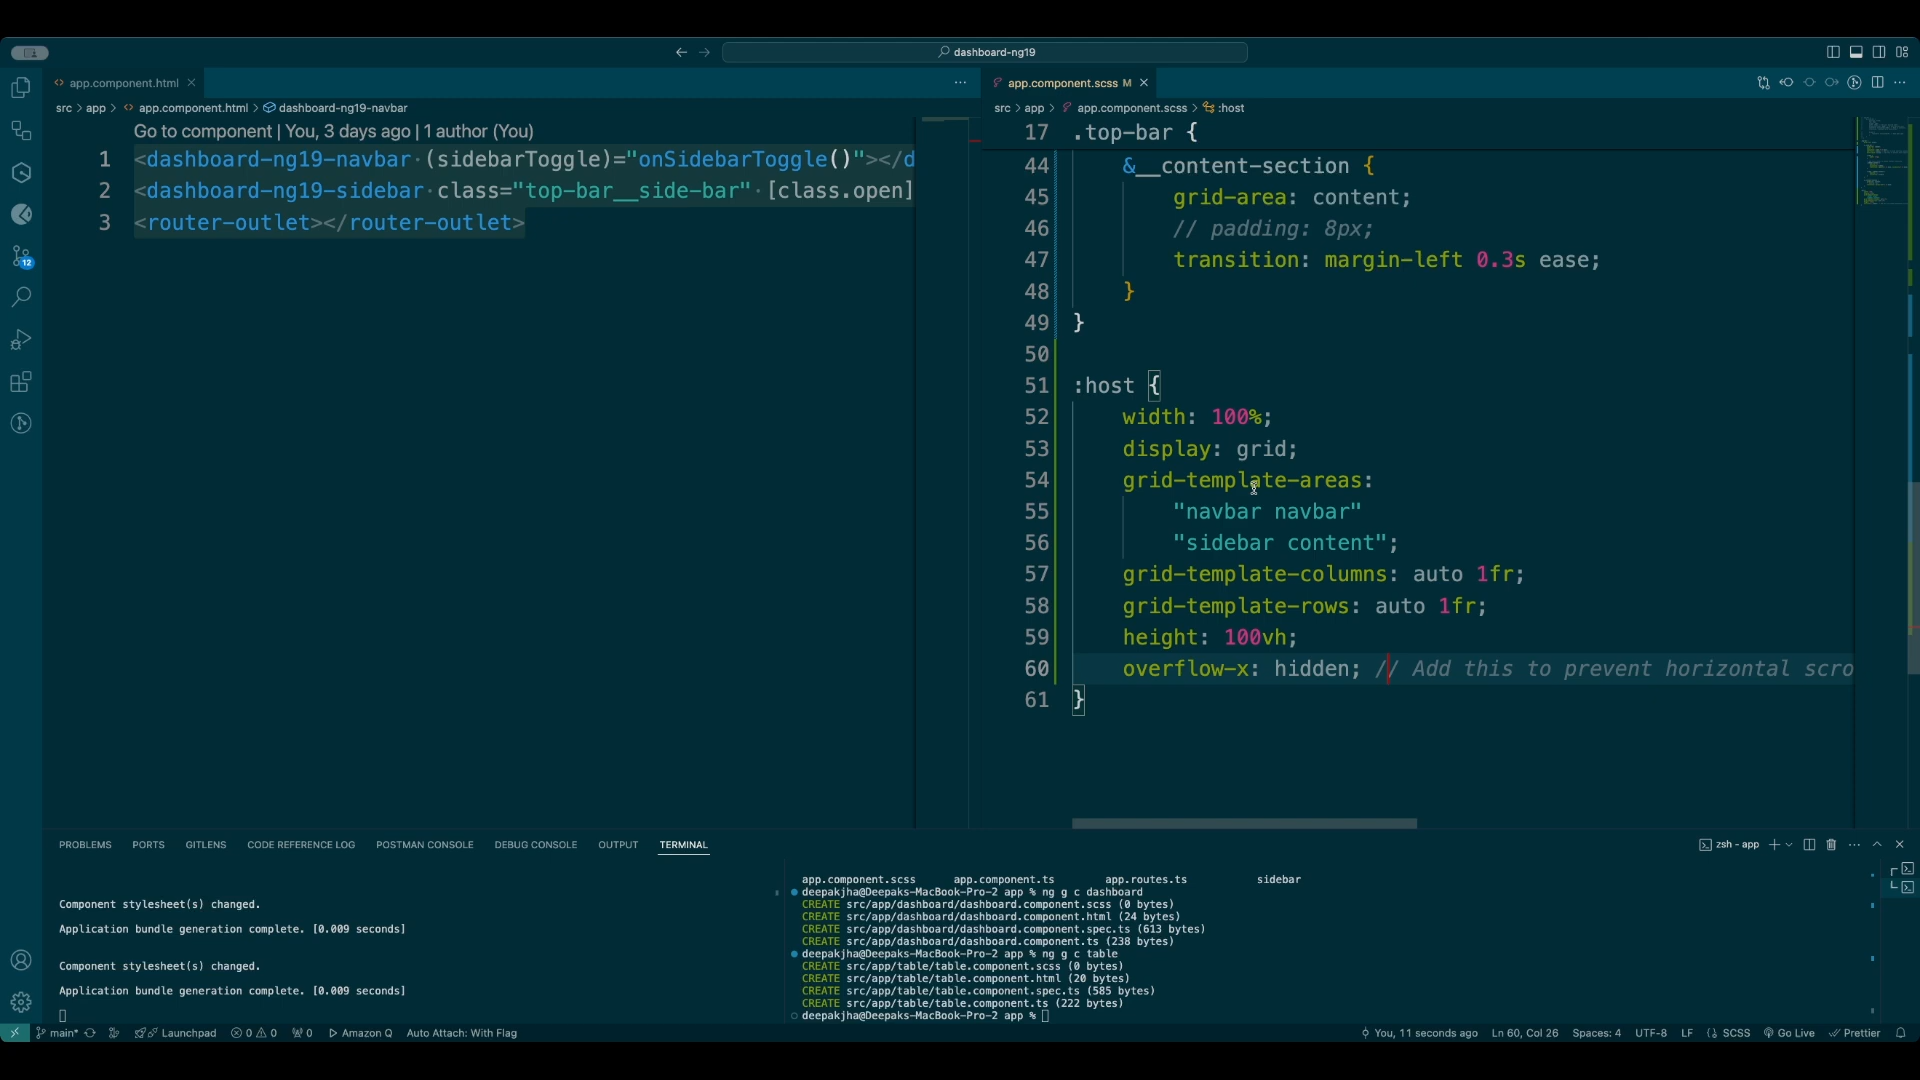 dashboard-ng19
app.component.html
app.component.scss M
src > app > app.component.html > dashboard-ng19-navbar
src > app > app.component.scss > :host
Go to component | You, 3 days ago | 1 author (You)
1 <dashboard-ng19-navbar (sidebarToggle)="onSidebarToggle()"></d
2 <dashboard-ng19-sidebar class="top-bar__side-bar" [class.open]
3 <router-outlet></router-outlet>
17 .top-bar {
44 &__content-section {
45 grid-area: content;
46 // padding: 8px;
47 transition: margin-left 0.3s ease;
48 }
49 }
50
51 :host {
52 width: 100%;
53 display: grid;
54 grid-template-areas:
55 "navbar navbar"
56 "sidebar content";
57 grid-template-columns: auto 1fr;
58 grid-template-rows: auto 1fr;
59 height: 100vh;
60 overflow-x: hidden; // Add this to prevent horizontal scro
61 }
12
PROBLEMS PORTS GITLENS CODE REFERENCE LOG POSTMAN CONSOLE DEBUG CONSOLE OUTPUT TERMINAL
zsh - app
Component stylesheet(s) changed.
Application bundle generation complete. [0.009 seconds]
Component stylesheet(s) changed.
Application bundle generation complete. [0.009 seconds]
app.component.scss app.component.ts app.routes.ts sidebar
deepakjha@Deepaks-MacBook-Pro-2 app % ng g c dashboard
CREATE src/app/dashboard/dashboard.component.scss (0 bytes)
CREATE src/app/dashboard/dashboard.component.html (24 bytes)
CREATE src/app/dashboard/dashboard.component.spec.ts (613 bytes)
CREATE src/app/dashboard/dashboard.component.ts (238 bytes)
deepakjha@Deepaks-MacBook-Pro-2 app % ng g c table
CREATE src/app/table/table.component.scss (0 bytes)
CREATE src/app/table/table.component.html (20 bytes)
CREATE src/app/table/table.component.spec.ts (585 bytes)
CREATE src/app/table/table.component.ts (222 bytes)
deepakjha@Deepaks-MacBook-Pro-2 app %
main* Launchpad 0 0 0 Amazon Q Auto Attach: With Flag
You, 11 seconds ago Ln 60, Col 26 Spaces: 4 UTF-8 LF SCSS Go Live Prettier